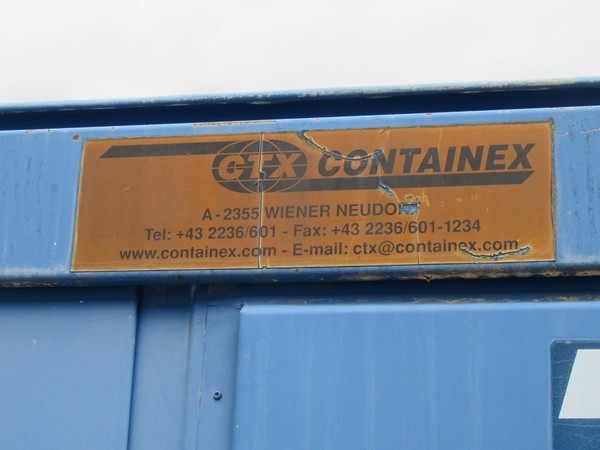 CTX CONTAINEX
A-2355 WIENER
Tel: +43 2236/601 - Fax: +43 2236/601-1234
www.containex.com - E-mail: ctx@containex.com